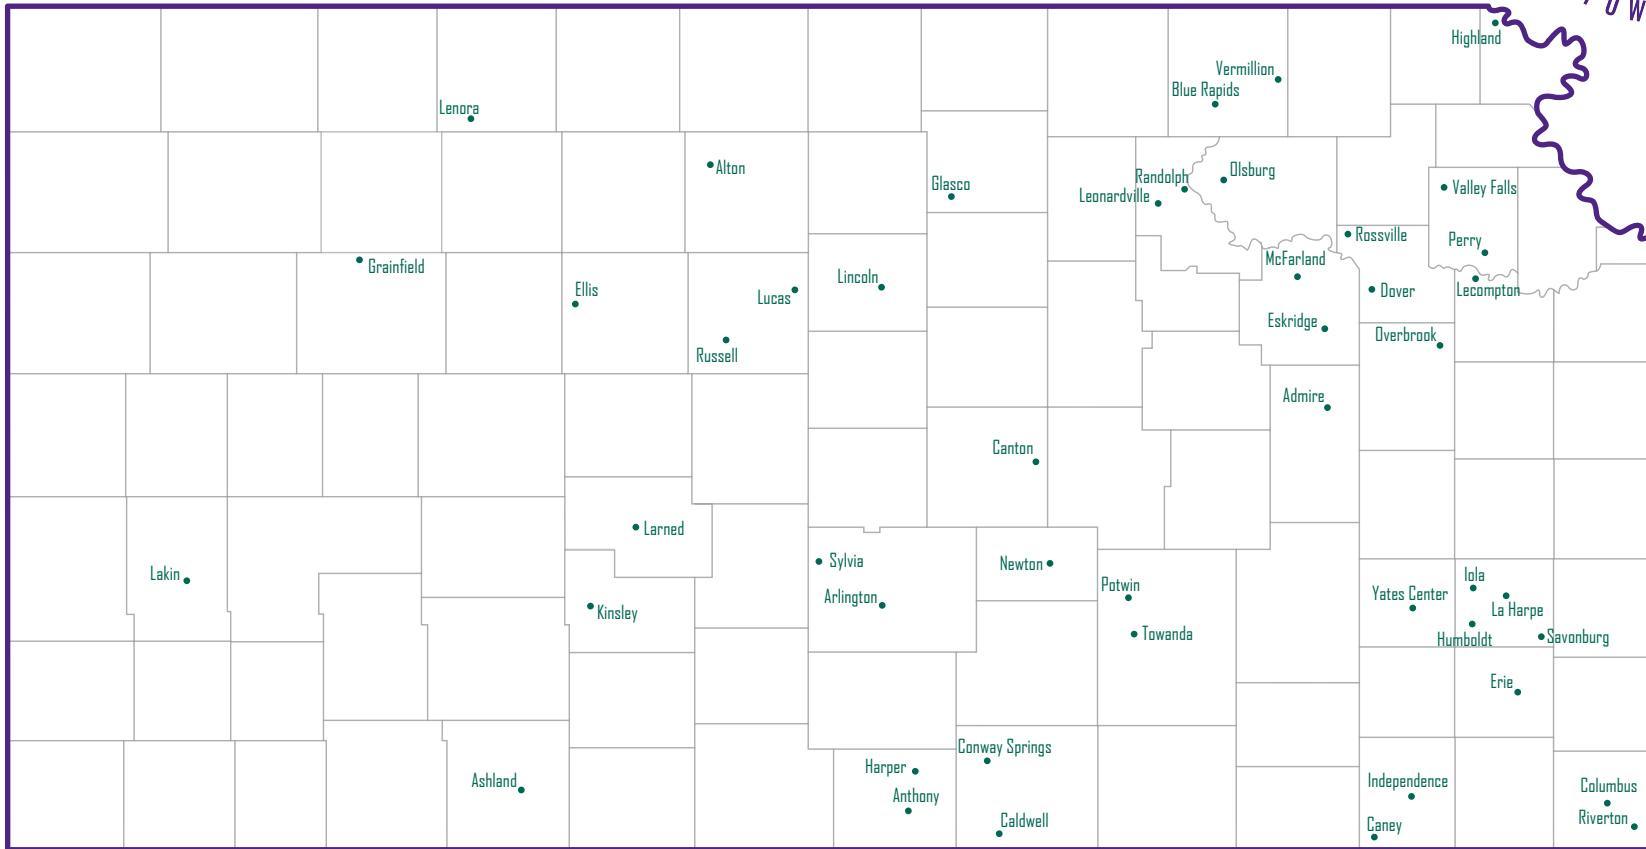 POW
Highland
Vermillion
Blue Rapids
Lenora
Alton
Glasco
Randolph
Olsburg
Leonardville
Valley Falls
Rossville
Perry
Grainfield
McFarland
Lincoln
Ellis
Lucas
Dover
Lecompton
Eskridge
Overbrook
Russell
Admire
Canton
Larned
Sylvia
Newton
Lakin
Iola
Potwin
Yates Center
Arlington
La Harpe
Kinsley
Towanda
Humboldt
Savonburg
Erie
Conway Springs
Harper
Ashland
Independence
Columbus
Anthony
Caldwell
Riverton
Caney